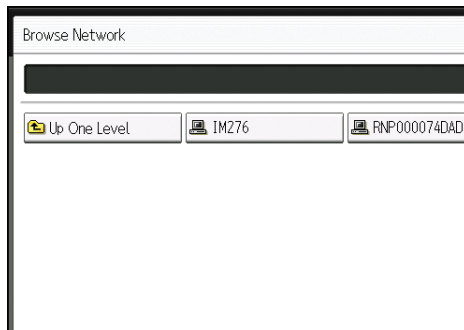 Browse Network
Up One Level
IM276
RNP000074DAD